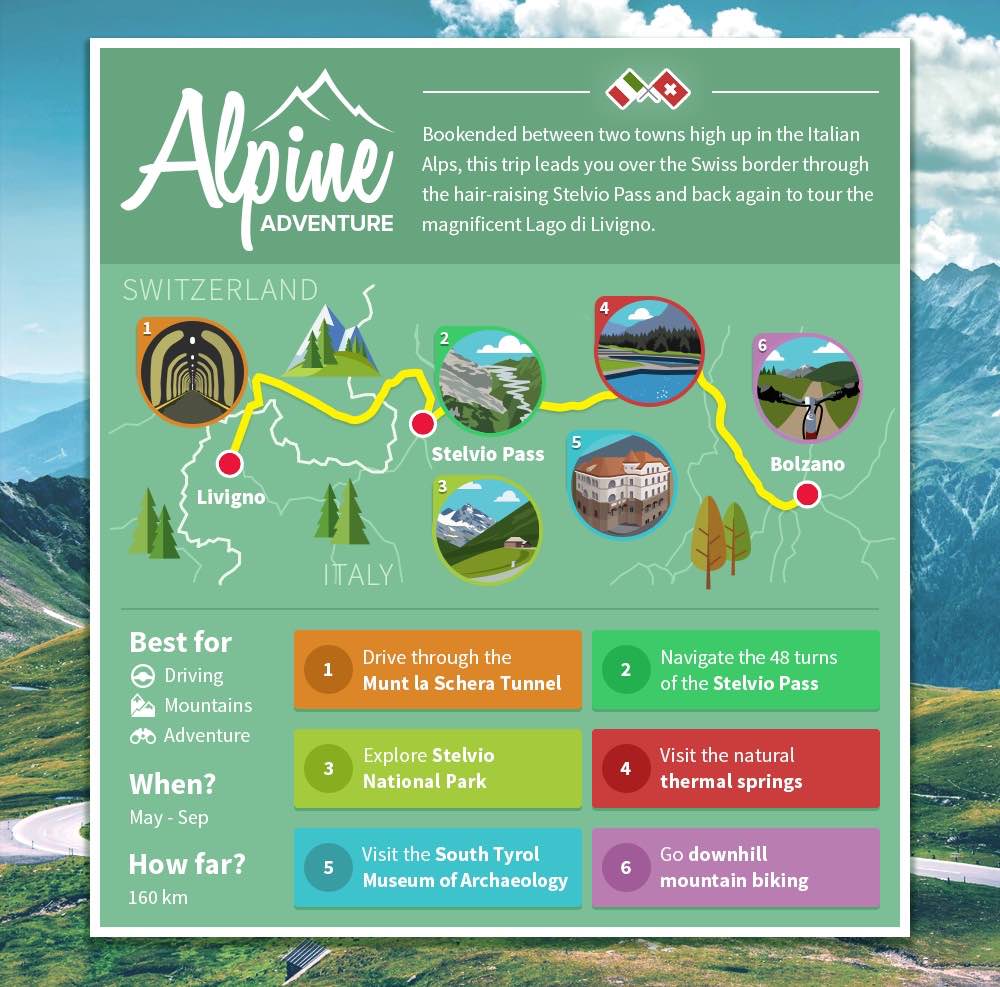 Alpine
ADVENTURE
Bookended between two towns high up in the Italian
Alps, this trip leads you over the Swiss border through
the hair-raising Stelvio Pass and back again to tour the
magnificent Lago di Livigno.
SWITZERLAND
1
2
4
6
Stelvio Pass
5
Bolzano
3
Livigno
ITALY
Best for
Driving
Mountains
Adventure
When?
May - Sep
How far?
160 km
1
Drive through the
Munt la Schera Tunnel
2
Navigate the 48 turns
of the Stelvio Pass
3
Explore Stelvio
National Park
4
Visit the natural
thermal springs
5
Visit the South Tyrol
Museum of Archaeology
6
Go downhill
mountain biking